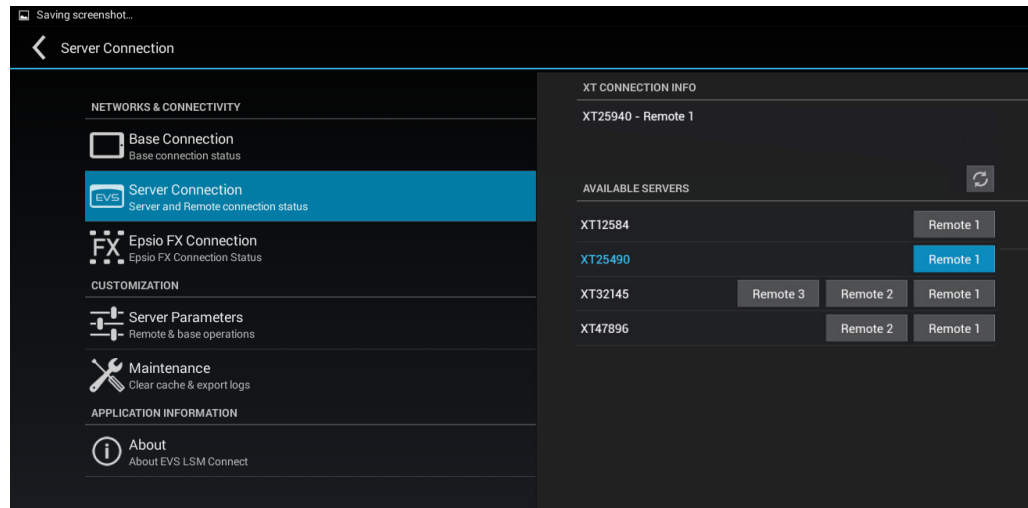 Saving screenshot...
Server Connection
NETWORKS & CONNECTIVITY
Base Connection
Base connection status
EVS
Server Connection
Server and Remote connection status
FX
Epsio FX Connection
Epsio FX Connection Status
CUSTOMIZATION
Server Parameters
Remote & base operations
Maintenance
Clear cache & export logs
APPLICATION INFORMATION
About
About EVS LSM Connect
XT CONNECTION INFO
XT25940 - Remote 1
AVAILABLE SERVERS
XT12584 Remote 1
XT25490 Remote 1
XT32145 Remote 3 Remote 2 Remote 1
XT47896 Remote 2 Remote 1